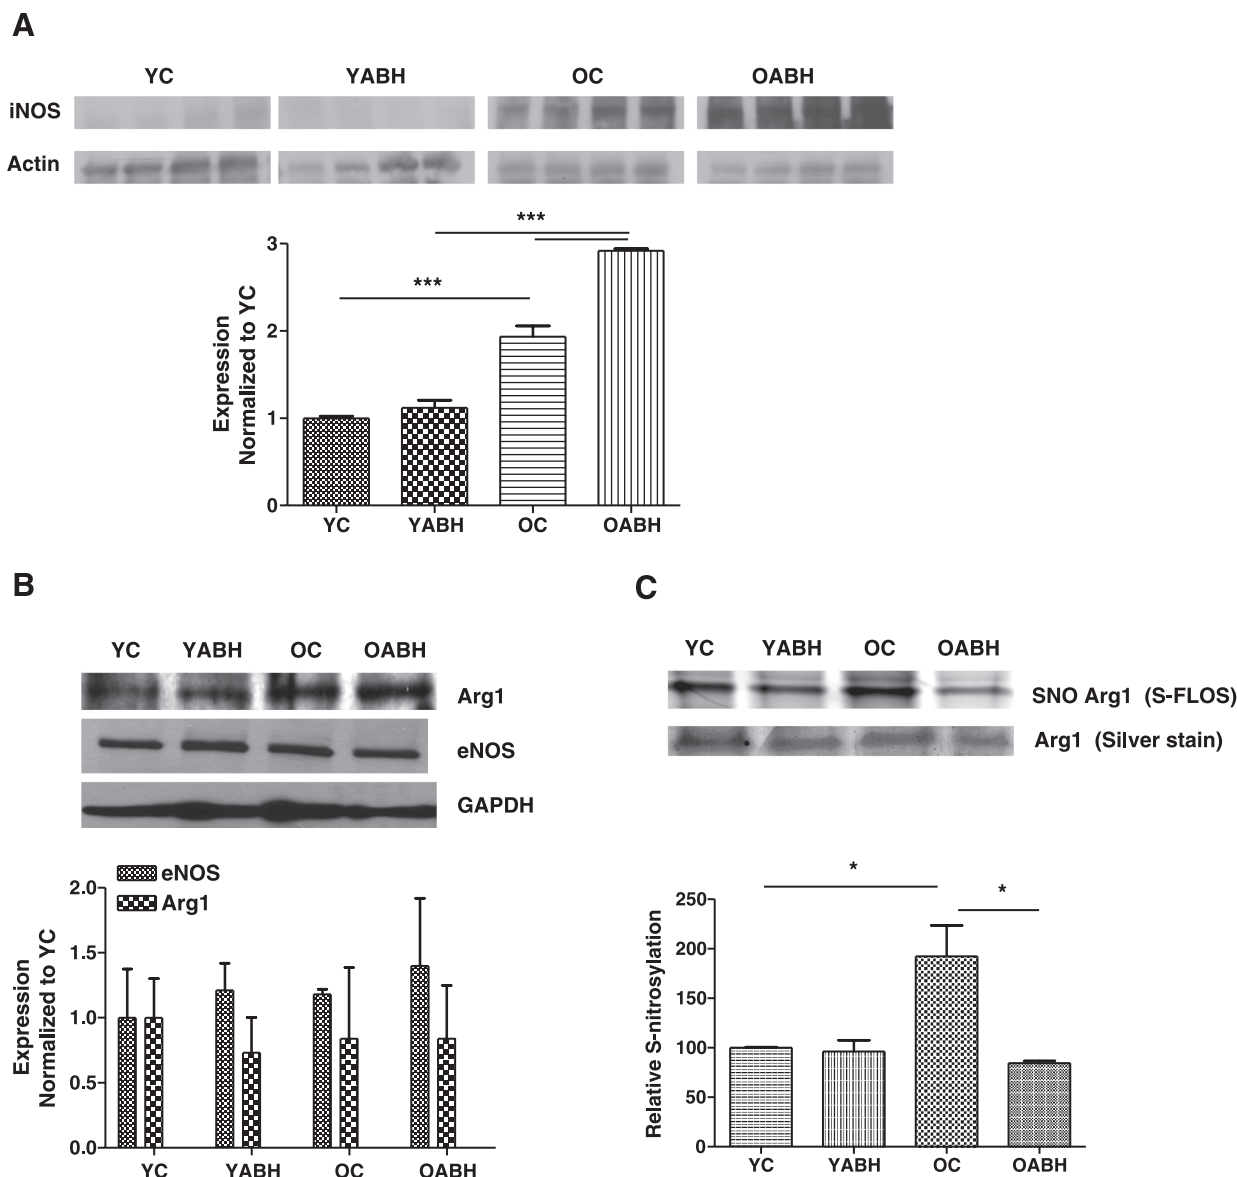 A
YC YABH OC OABH
iNOS
Actin
***
***
Expression
Normalized to YC
3
2
1
0
YC YABH OC OABH
B
YC YABH OC OABH
Arg1
eNOS
GAPDH
eNOS
Arg1
Expression
Normalized to YC
2.0
1.5
1.0
0.5
0.0
YC YABH OC OABH
C
YC YABH OC OABH
SNO Arg1 (S-FLOS)
Arg1 (Silver stain)
*
*
Relative S-nitrosylation
250
200
150
100
50
0
YC YABH OC OABH